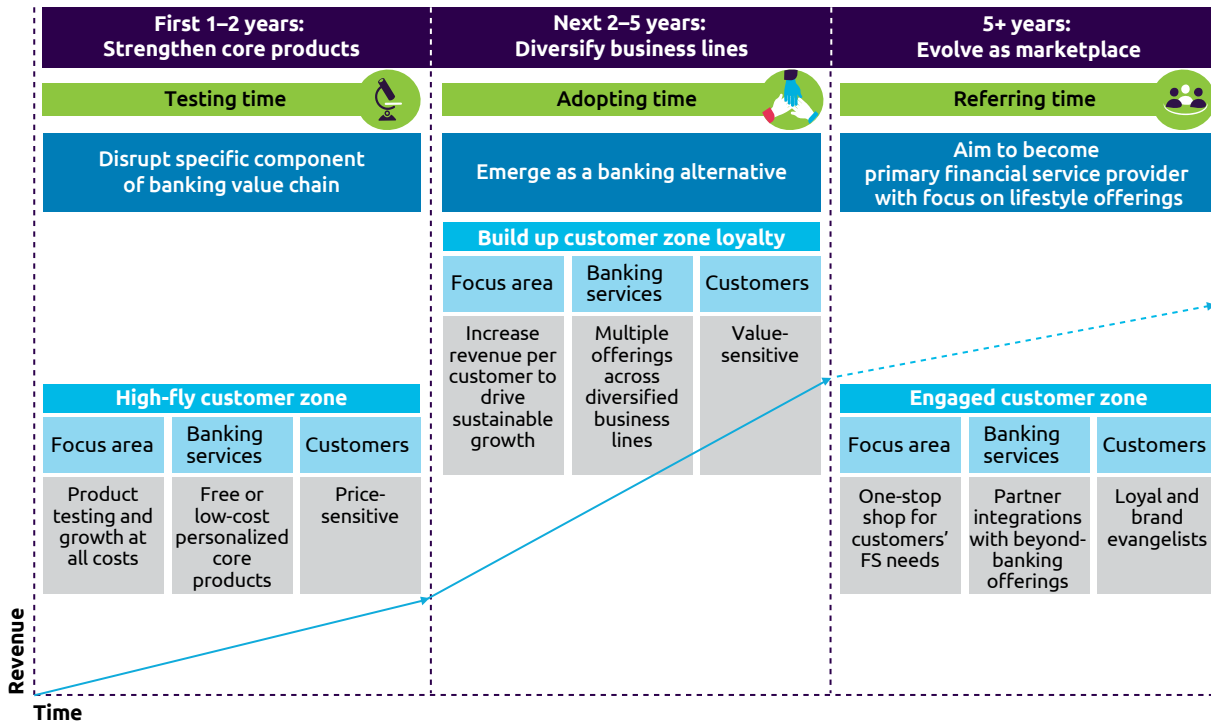 First 1–2 years:
Strengthen core products
Next 2–5 years:
Diversify business lines
5+ years:
Evolve as marketplace
Testing time
Adopting time
Referring time
Disrupt specific component
of banking value chain
Emerge as a banking alternative
Aim to become
primary financial service provider
with focus on lifestyle offerings
High-fly customer zone
Focus area
Banking
services
Customers
Product
testing and
growth at
all costs
Free or
low-cost
personalized
core
products
Price-
sensitive
Build up customer zone loyalty
Focus area
Banking
services
Customers
Increase
revenue per
customer to
drive
sustainable
growth
Multiple
offerings
across
diversified
business
lines
Value-
sensitive
Engaged customer zone
Focus area
Banking
services
Customers
One-stop
shop for
customers’
FS needs
Partner
integrations
with beyond-
banking
offerings
Loyal and
brand
evangelists
Revenue
Time